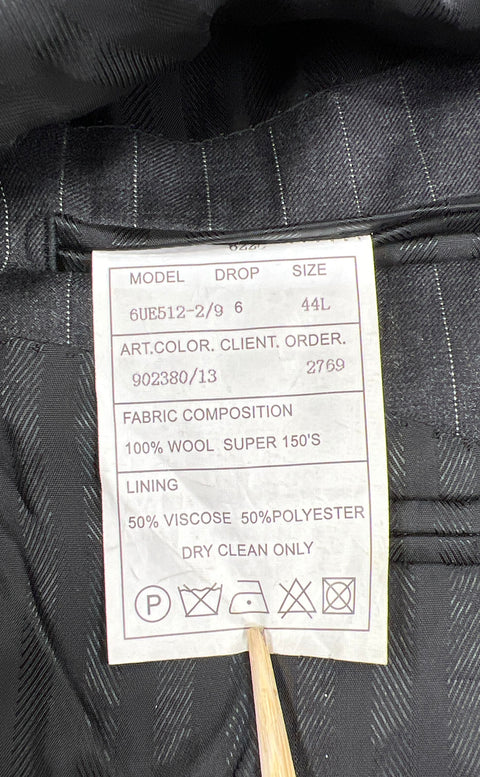 MODEL DROP SIZE
6UE512-2/9 6 44L
ART.COLOR. CLIENT. ORDER.
902380/13 2769
FABRIC COMPOSITION
100% WOOL SUPER 150'S
LINING
50% VISCOSE 50%POLYESTER
DRY CLEAN ONLY
P